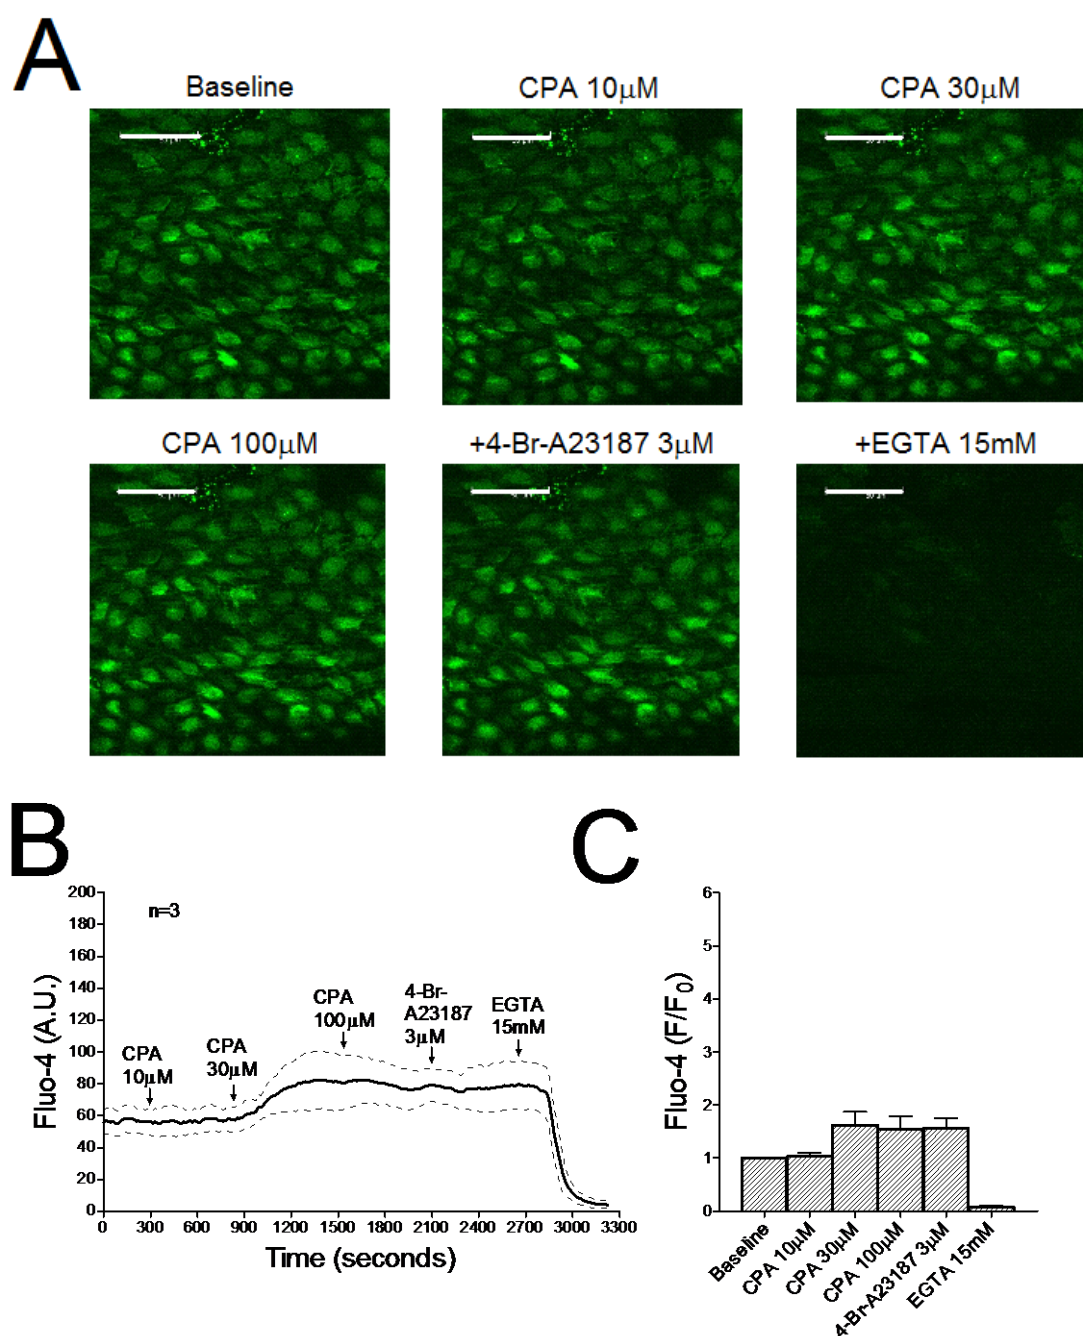 A
Baseline
CPA 10μM
CPA 30μM
CPA 100μM
+4-Br-A23187 3μM
+EGTA 15mM
B
n=3
CPA
10μM
CPA
30μM
CPA
100μM
4-Br-
A23187
3μM
EGTA
15mM
Fluo-4 (A.U.)
200
180
160
140
120
100
80
60
40
20
0
0 300 600 900 1200 1500 1800 2100 2400 2700 3000 3300
Time (seconds)
C
Fluo-4 (F/F₀)
6
5
4
3
2
1
0
Baseline
CPA 10μM
CPA 30μM
CPA 100μM
4-Br-A23187 3μM
EGTA 15mM